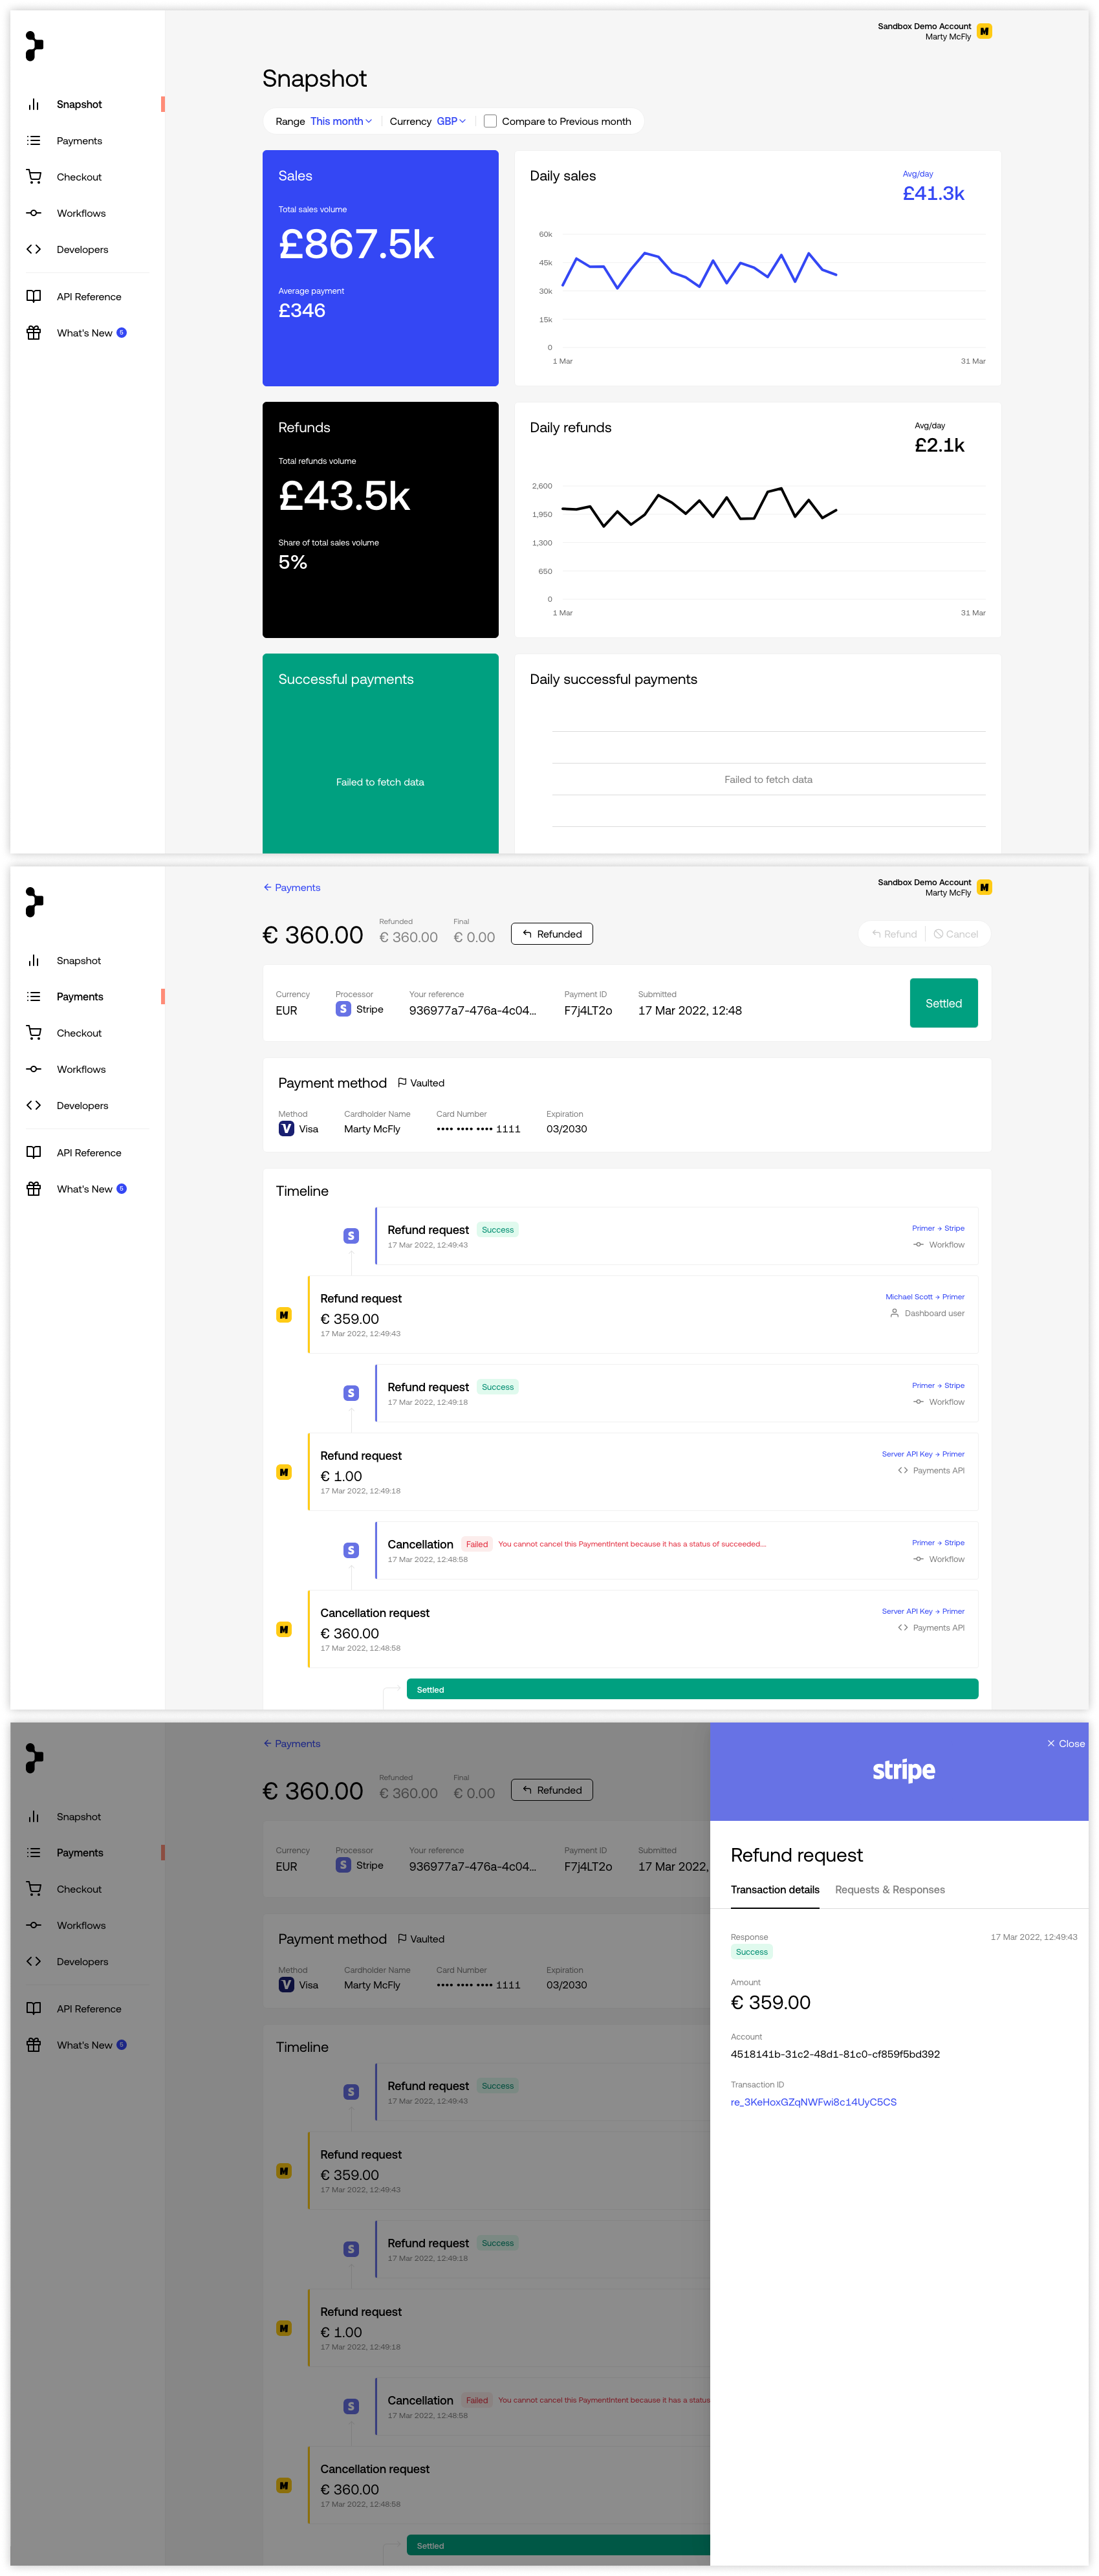 Sandbox Demo Account
Marty McFly
M
Snapshot
Range This month Currency GBP Compare to Previous month
Snapshot
Payments
Checkout
Workflows
Developers
API Reference
What's New 5
Sales
Total sales volume
£867.5k
Average payment
£346
Daily sales
Avg/day
£41.3k
60k
45k
30k
15k
0
1 Mar 31 Mar
Refunds
Total refunds volume
£43.5k
Share of total sales volume
5%
Daily refunds
Avg/day
£2.1k
2,600
1,950
1,300
650
0
1 Mar 31 Mar
Successful payments
Failed to fetch data
Daily successful payments
Failed to fetch data
Payments
Sandbox Demo Account
Marty McFly
M
Snapshot
Payments
Checkout
Workflows
Developers
API Reference
What's New 5
€ 360.00
Refunded
€ 360.00
Final
€ 0.00
Refunded
Refund Cancel
Currency
EUR
Processor
S Stripe
Your reference
936977a7-476a-4c04...
Payment ID
F7j4LT2o
Submitted
17 Mar 2022, 12:48
Settled
Payment method Vaulted
Method
V Visa
Cardholder Name
Marty McFly
Card Number
•••• •••• •••• 1111
Expiration
03/2030
Timeline
S
Refund request Success
17 Mar 2022, 12:49:43
Primer → Stripe
Workflow
M
Refund request
€ 359.00
17 Mar 2022, 12:49:43
Michael Scott → Primer
Dashboard user
S
Refund request Success
17 Mar 2022, 12:49:18
Primer → Stripe
Workflow
M
Refund request
€ 1.00
17 Mar 2022, 12:49:18
Server API Key → Primer
Payments API
S
Cancellation Failed You cannot cancel this PaymentIntent because it has a status of succeeded....
17 Mar 2022, 12:48:58
Primer → Stripe
Workflow
M
Cancellation request
€ 360.00
17 Mar 2022, 12:48:58
Server API Key → Primer
Payments API
Settled
Payments
Snapshot
Payments
Checkout
Workflows
Developers
API Reference
What's New 5
€ 360.00
Refunded
€ 360.00
Final
€ 0.00
Refunded
Currency
EUR
Processor
S Stripe
Your reference
936977a7-476a-4c04...
Payment ID
F7j4LT2o
Submitted
17 Mar 2022,
Payment method Vaulted
Method
V Visa
Cardholder Name
Marty McFly
Card Number
•••• •••• •••• 1111
Expiration
03/2030
Timeline
S
Refund request Success
17 Mar 2022, 12:49:43
M
Refund request
€ 359.00
17 Mar 2022, 12:49:43
S
Refund request Success
17 Mar 2022, 12:49:18
M
Refund request
€ 1.00
17 Mar 2022, 12:49:18
S
Cancellation Failed You cannot cancel this PaymentIntent because it has a status
17 Mar 2022, 12:48:58
M
Cancellation request
€ 360.00
17 Mar 2022, 12:48:58
Settled
Close
stripe
Refund request
Transaction details Requests & Responses
Response 17 Mar 2022, 12:49:43
Success
Amount
€ 359.00
Account
4518141b-31c2-48d1-81c0-cf859f5bd392
Transaction ID
re_3KeHoxGZqNWFwi8c14UyC5CS